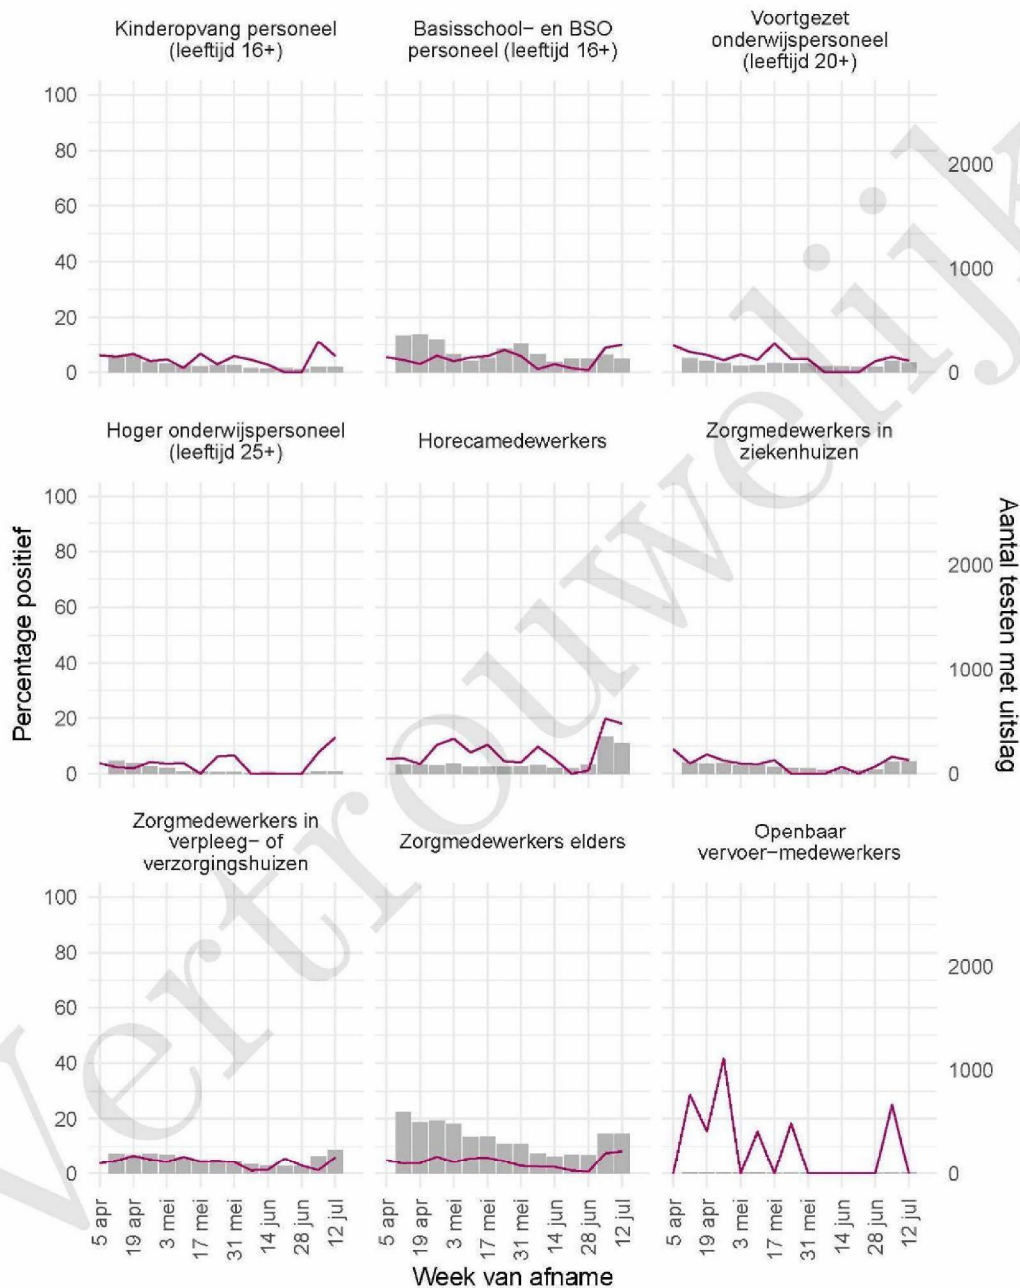 Kinderopvang personeel
(leeftijd 16+)
Basisschool– en BSO
personeel (leeftijd 16+)
Voortgezet
onderwijspersoneel
(leeftijd 20+)
100
80
60
40
20
0
2000
1000
0
Hoger onderwijspersoneel
(leeftijd 25+)
Horecamedewerkers
Zorgmedewerkers in
ziekenhuizen
Percentage positief
100
80
60
40
20
0
2000
1000
0
Aantal testen met uitslag
Zorgmedewerkers in
verpleeg– of
verzorgingshuizen
Zorgmedewerkers elders
Openbaar
vervoer–medewerkers
100
80
60
40
20
0
2000
1000
0
5 apr
19 apr
3 mei
17 mei
31 mei
14 jun
28 jun
12 jul
5 apr
19 apr
3 mei
17 mei
31 mei
14 jun
28 jun
12 jul
5 apr
19 apr
3 mei
17 mei
31 mei
14 jun
28 jun
12 jul
Week van afname
Vertrouwelijk